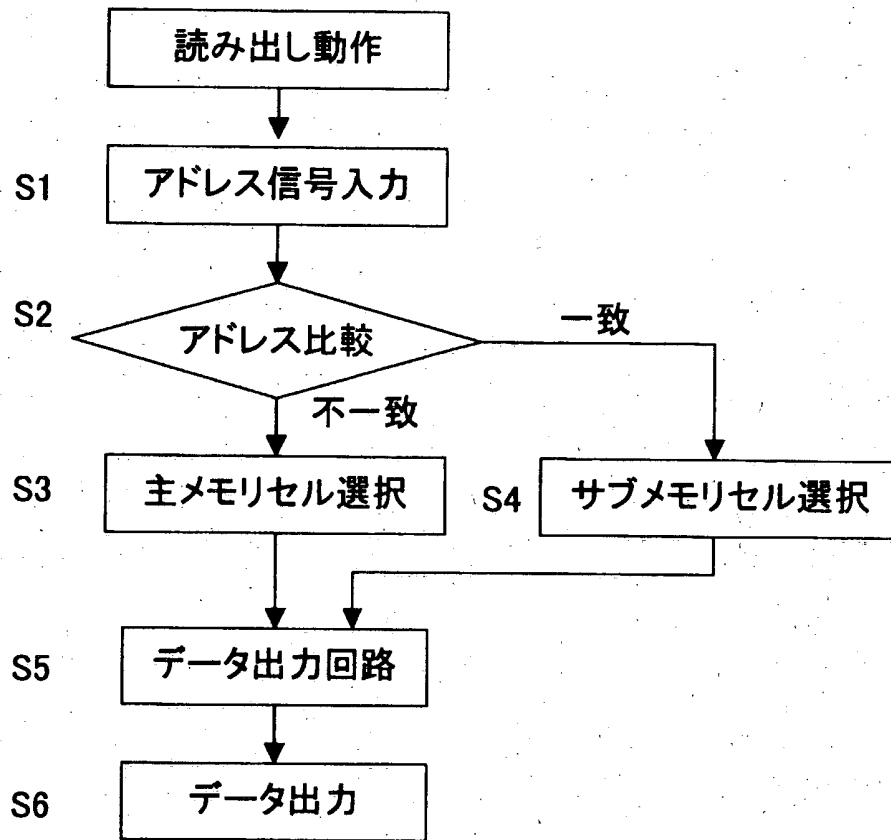 読み出し動作
S1
アドレス信号入力
S2
アドレス比較
一致
不一致
S3
主メモリセル選択
S4
サブメモリセル選択
S5
データ出力回路
S6
データ出力